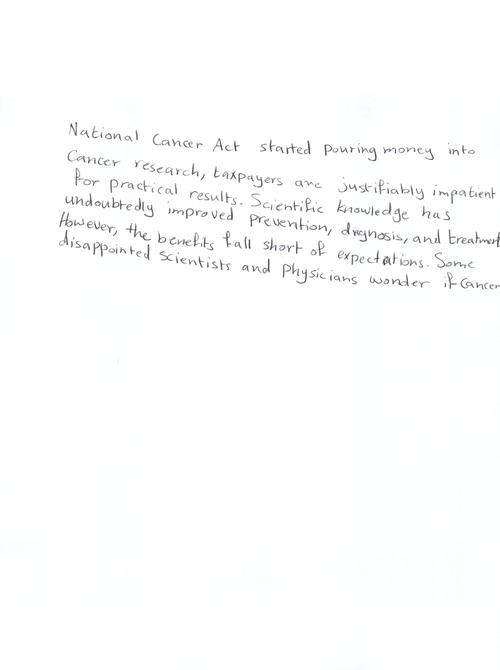 National Cancer Act started pouring money into
Cancer research, taxpayers are justifiably impatient
for practical results. Scientific knowledge has
undoubtedly improved prevention, dignosis, and treatment
However, the benefits fall short of expectations. Some
disappointed scientists and physicians wonder if cancer